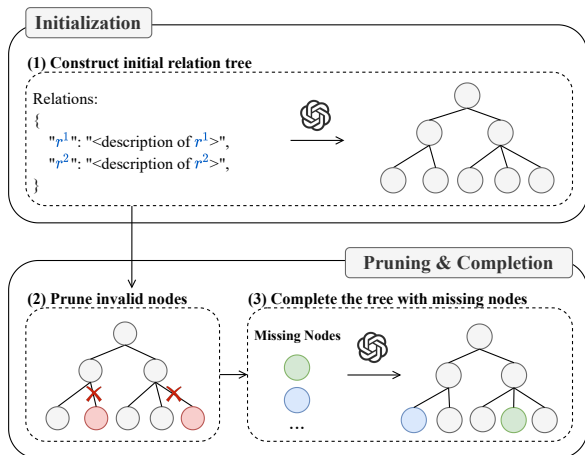 Initialization
(1) Construct initial relation tree
Relations:
{
"r¹": "<description of r¹>",
"r²": "<description of r²>",
}
Pruning & Completion
(2) Prune invalid nodes
(3) Complete the tree with missing nodes
Missing Nodes
...